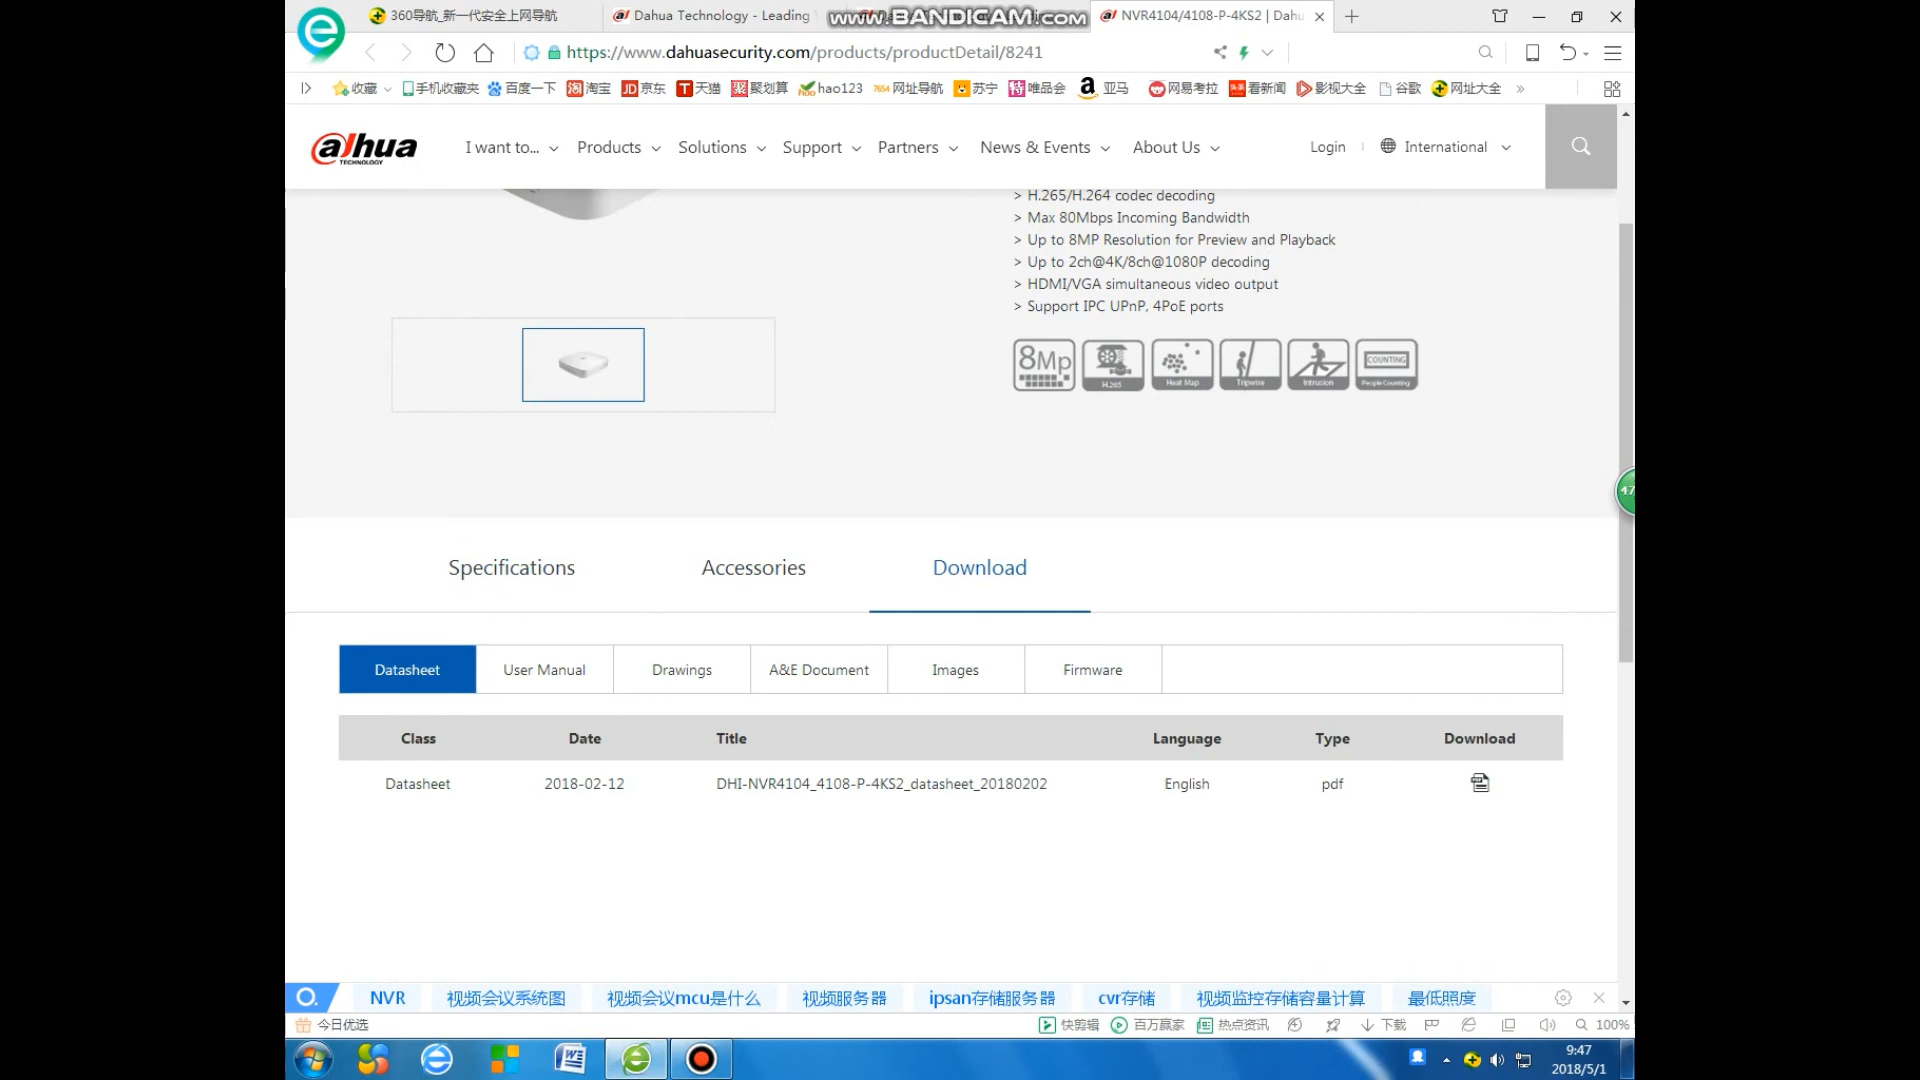 360导航_新一代安全上网导航
Dahua Technology - Leading
www.BANDICAM.com
NVR4104/4108-P-4KS2 | Dahu
https://www.dahuasecurity.com/products/productDetail/8241
收藏
手机收藏夹
百度一下
淘宝
JD 京东
T 天猫
聚划算
hao123
7654 网址导航
苏宁
特 唯品会
亚马
网易考拉
看新闻
影视大全
谷歌
网址大全
alhua
TECHNOLOGY
I want to...
Products
Solutions
Support
Partners
News & Events
About Us
Login
International
> H.265/H.264 codec decoding
> Max 80Mbps Incoming Bandwidth
> Up to 8MP Resolution for Preview and Playback
> Up to 2ch@4K/8ch@1080P decoding
> HDMI/VGA simultaneous video output
> Support IPC UPnP, 4PoE ports
8Mp
H.265
Heat Map
Tripwire
Intrusion
COUNTING
People Counting
47
Specifications
Accessories
Download
Datasheet
User Manual
Drawings
A&E Document
Images
Firmware
Class Date Title Language Type Download
Datasheet 2018-02-12 DHI-NVR4104_4108-P-4KS2_datasheet_20180202 English pdf
NVR
视频会议系统图
视频会议mcu是什么
视频服务器
ipsan存储服务器
cvr存储
视频监控存储容量计算
最低照度
今日优选
快剪辑
百万赢家
热点资讯
下载
100%
9:47
2018/5/1